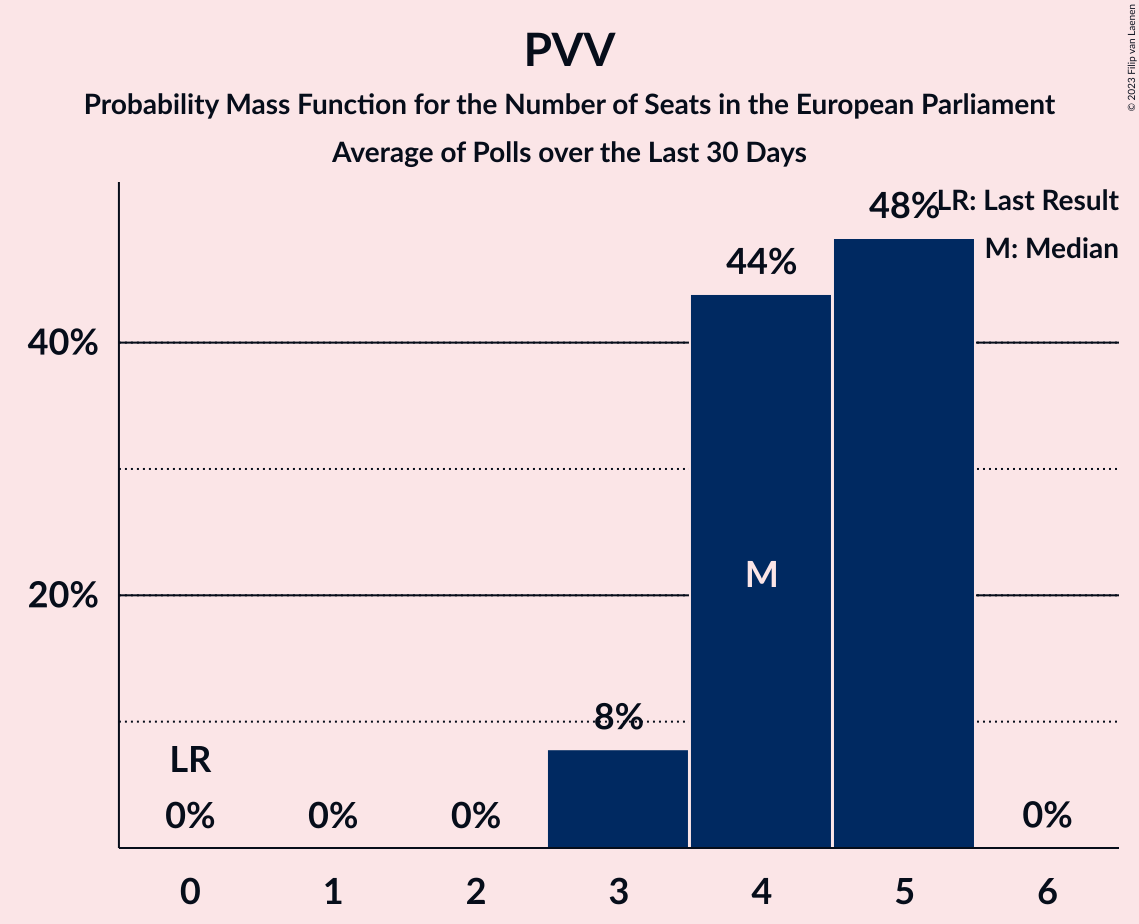 PVV
Probability Mass Function for the Number of Seats in the European Parliament
Average of Polls over the Last 30 Days
© 2023 Filip van Laenen
LR: Last Result
M: Median
48%
44%
40%
M
20%
8%
LR
0%
0%
0%
0%
0 1 2 3 4 5 6